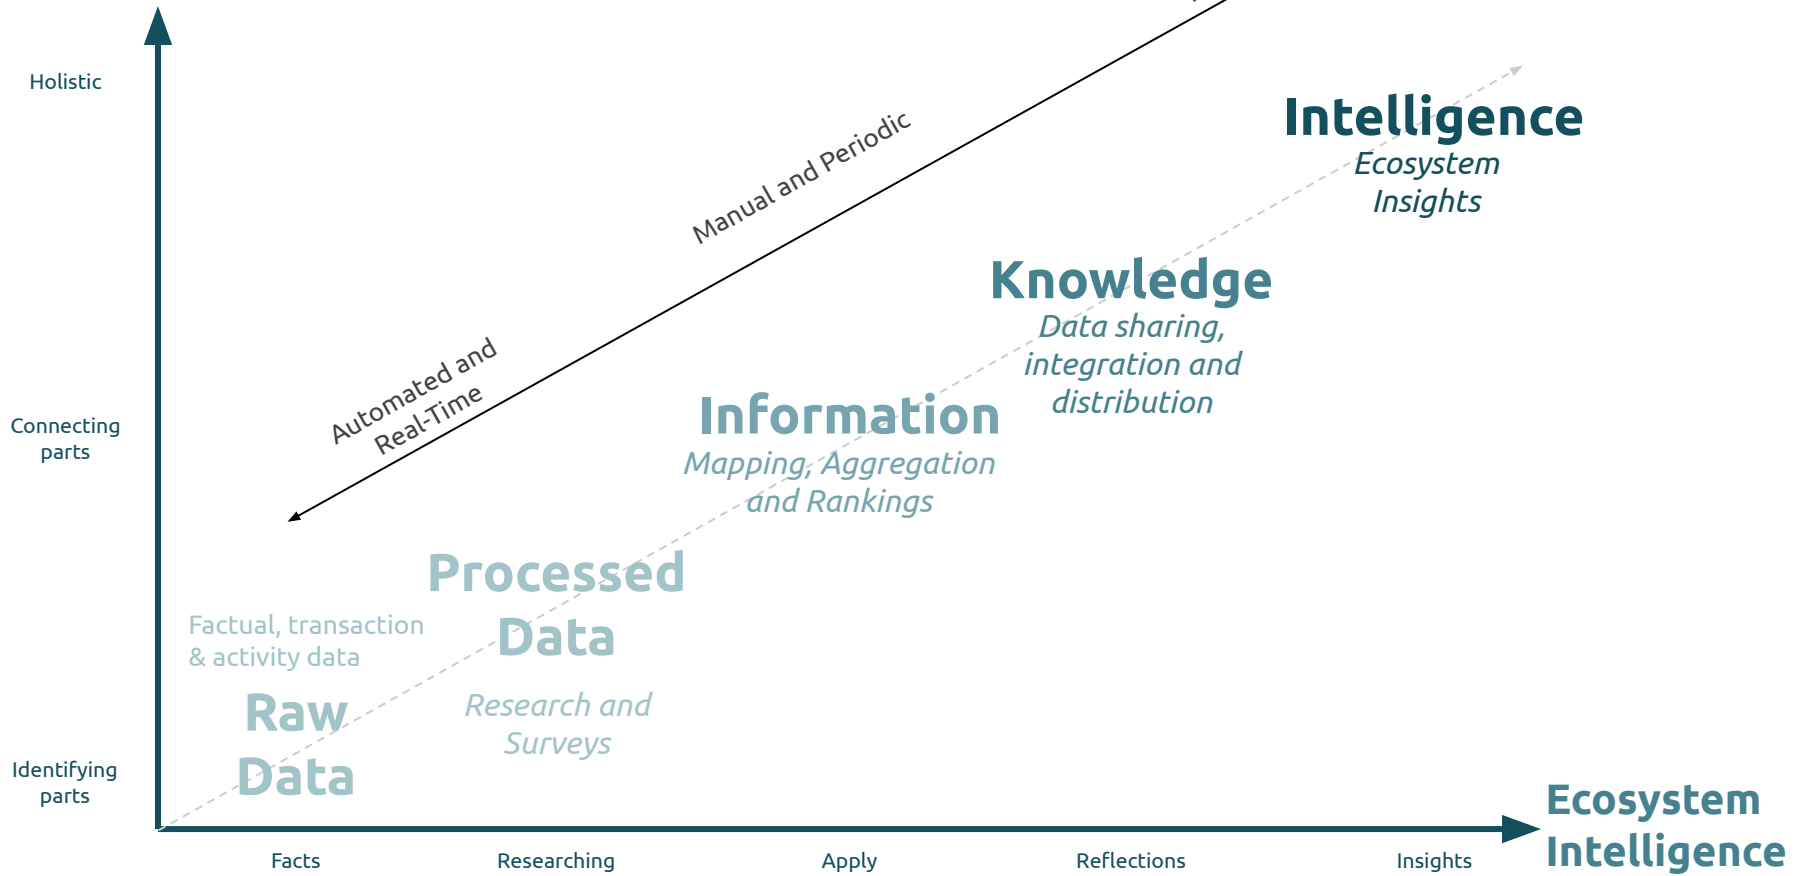 Holistic
Manual and Periodic
Intelligence
Ecosystem
Insights
Knowledge
Data sharing,
integration and
distribution
Automated and
Real-Time
Connecting
parts
Information
Mapping, Aggregation
and Rankings
Processed
Data
Research and
Surveys
Factual, transaction
& activity data
Raw
Data
Identifying
parts
Ecosystem
Intelligence
Facts
Researching
Apply
Reflections
Insights